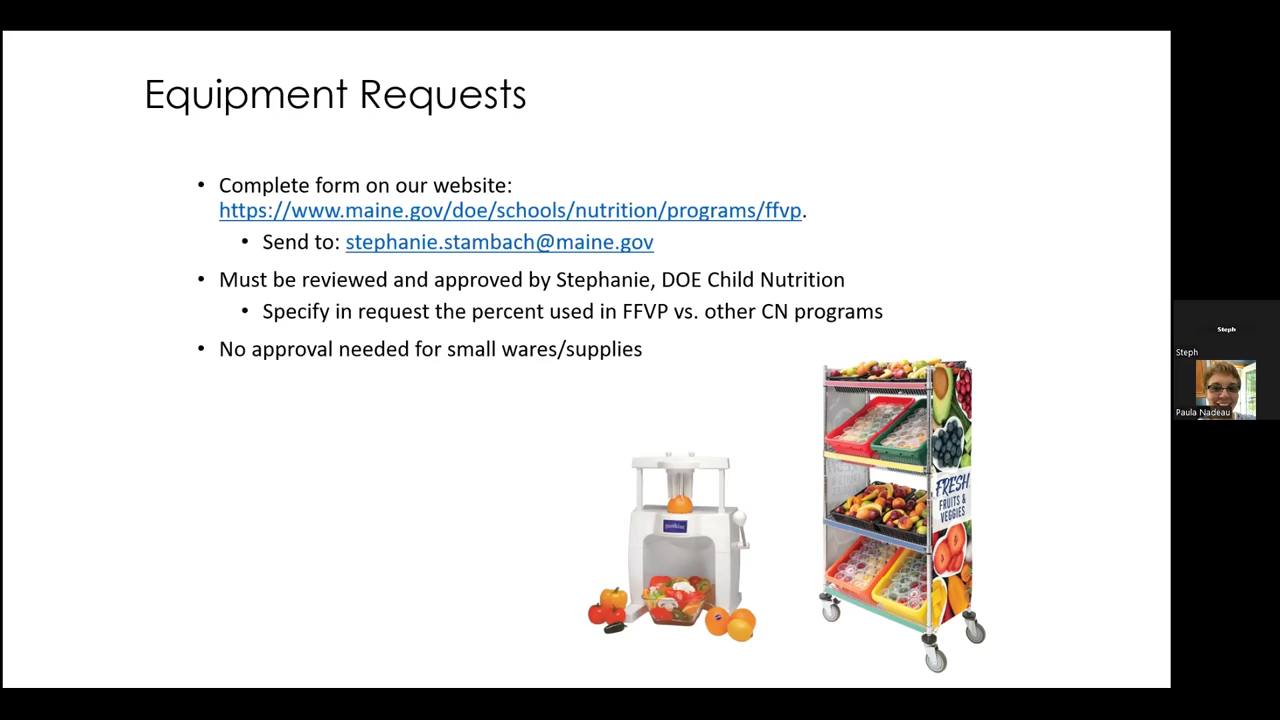 Equipment Requests
• Complete form on our website:
https://www.maine.gov/doe/schools/nutrition/programs/ffvp.
• Send to: stephanie.stambach@maine.gov
• Must be reviewed and approved by Stephanie, DOE Child Nutrition
• Specify in request the percent used in FFVP vs. other CN programs
• No approval needed for small wares/supplies
FRESH
FRUITS &
VEGGIES
sunkist
Steph
Steph
Paula Nadeau